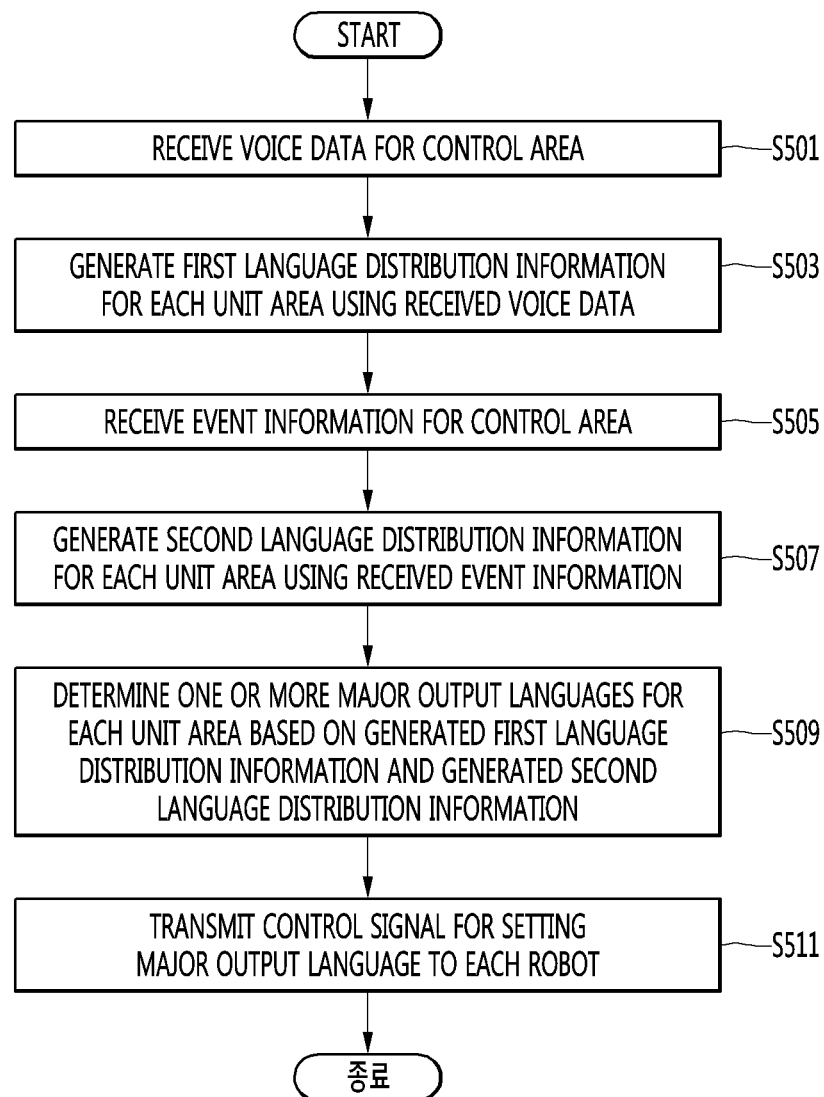 START
RECEIVE VOICE DATA FOR CONTROL AREA
S501
GENERATE FIRST LANGUAGE DISTRIBUTION INFORMATION
FOR EACH UNIT AREA USING RECEIVED VOICE DATA
S503
RECEIVE EVENT INFORMATION FOR CONTROL AREA
S505
GENERATE SECOND LANGUAGE DISTRIBUTION INFORMATION
FOR EACH UNIT AREA USING RECEIVED EVENT INFORMATION
S507
DETERMINE ONE OR MORE MAJOR OUTPUT LANGUAGES FOR
EACH UNIT AREA BASED ON GENERATED FIRST LANGUAGE
DISTRIBUTION INFORMATION AND GENERATED SECOND
LANGUAGE DISTRIBUTION INFORMATION
S509
TRANSMIT CONTROL SIGNAL FOR SETTING
MAJOR OUTPUT LANGUAGE TO EACH ROBOT
S511
종료